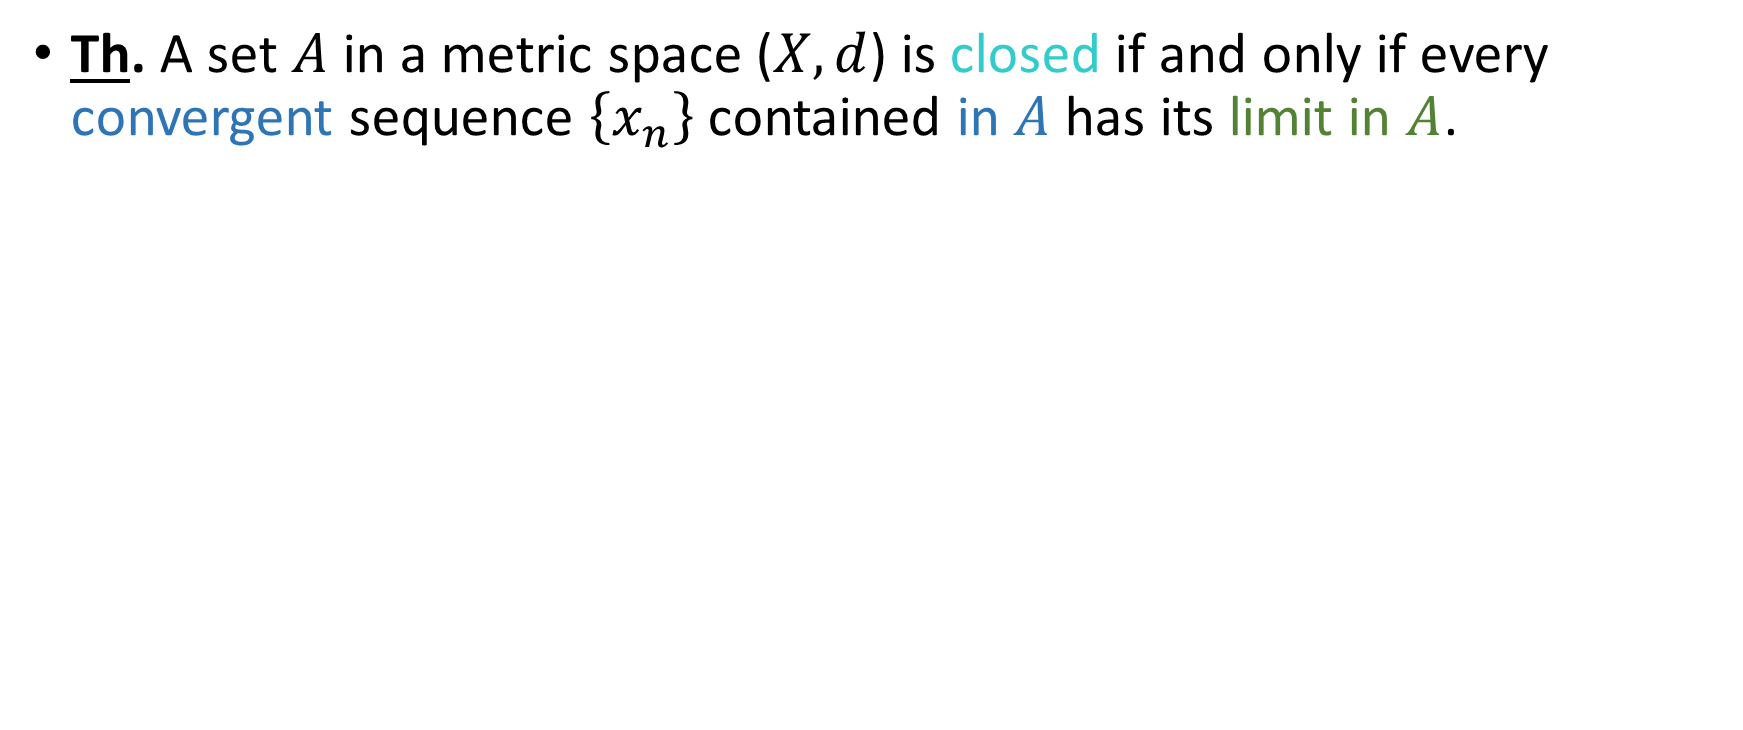 • Th. A set 𝐴 in a metric space (𝑋, 𝑑) is closed if and only if every
convergent sequence {𝑥ₙ} contained in 𝐴 has its limit in 𝐴.